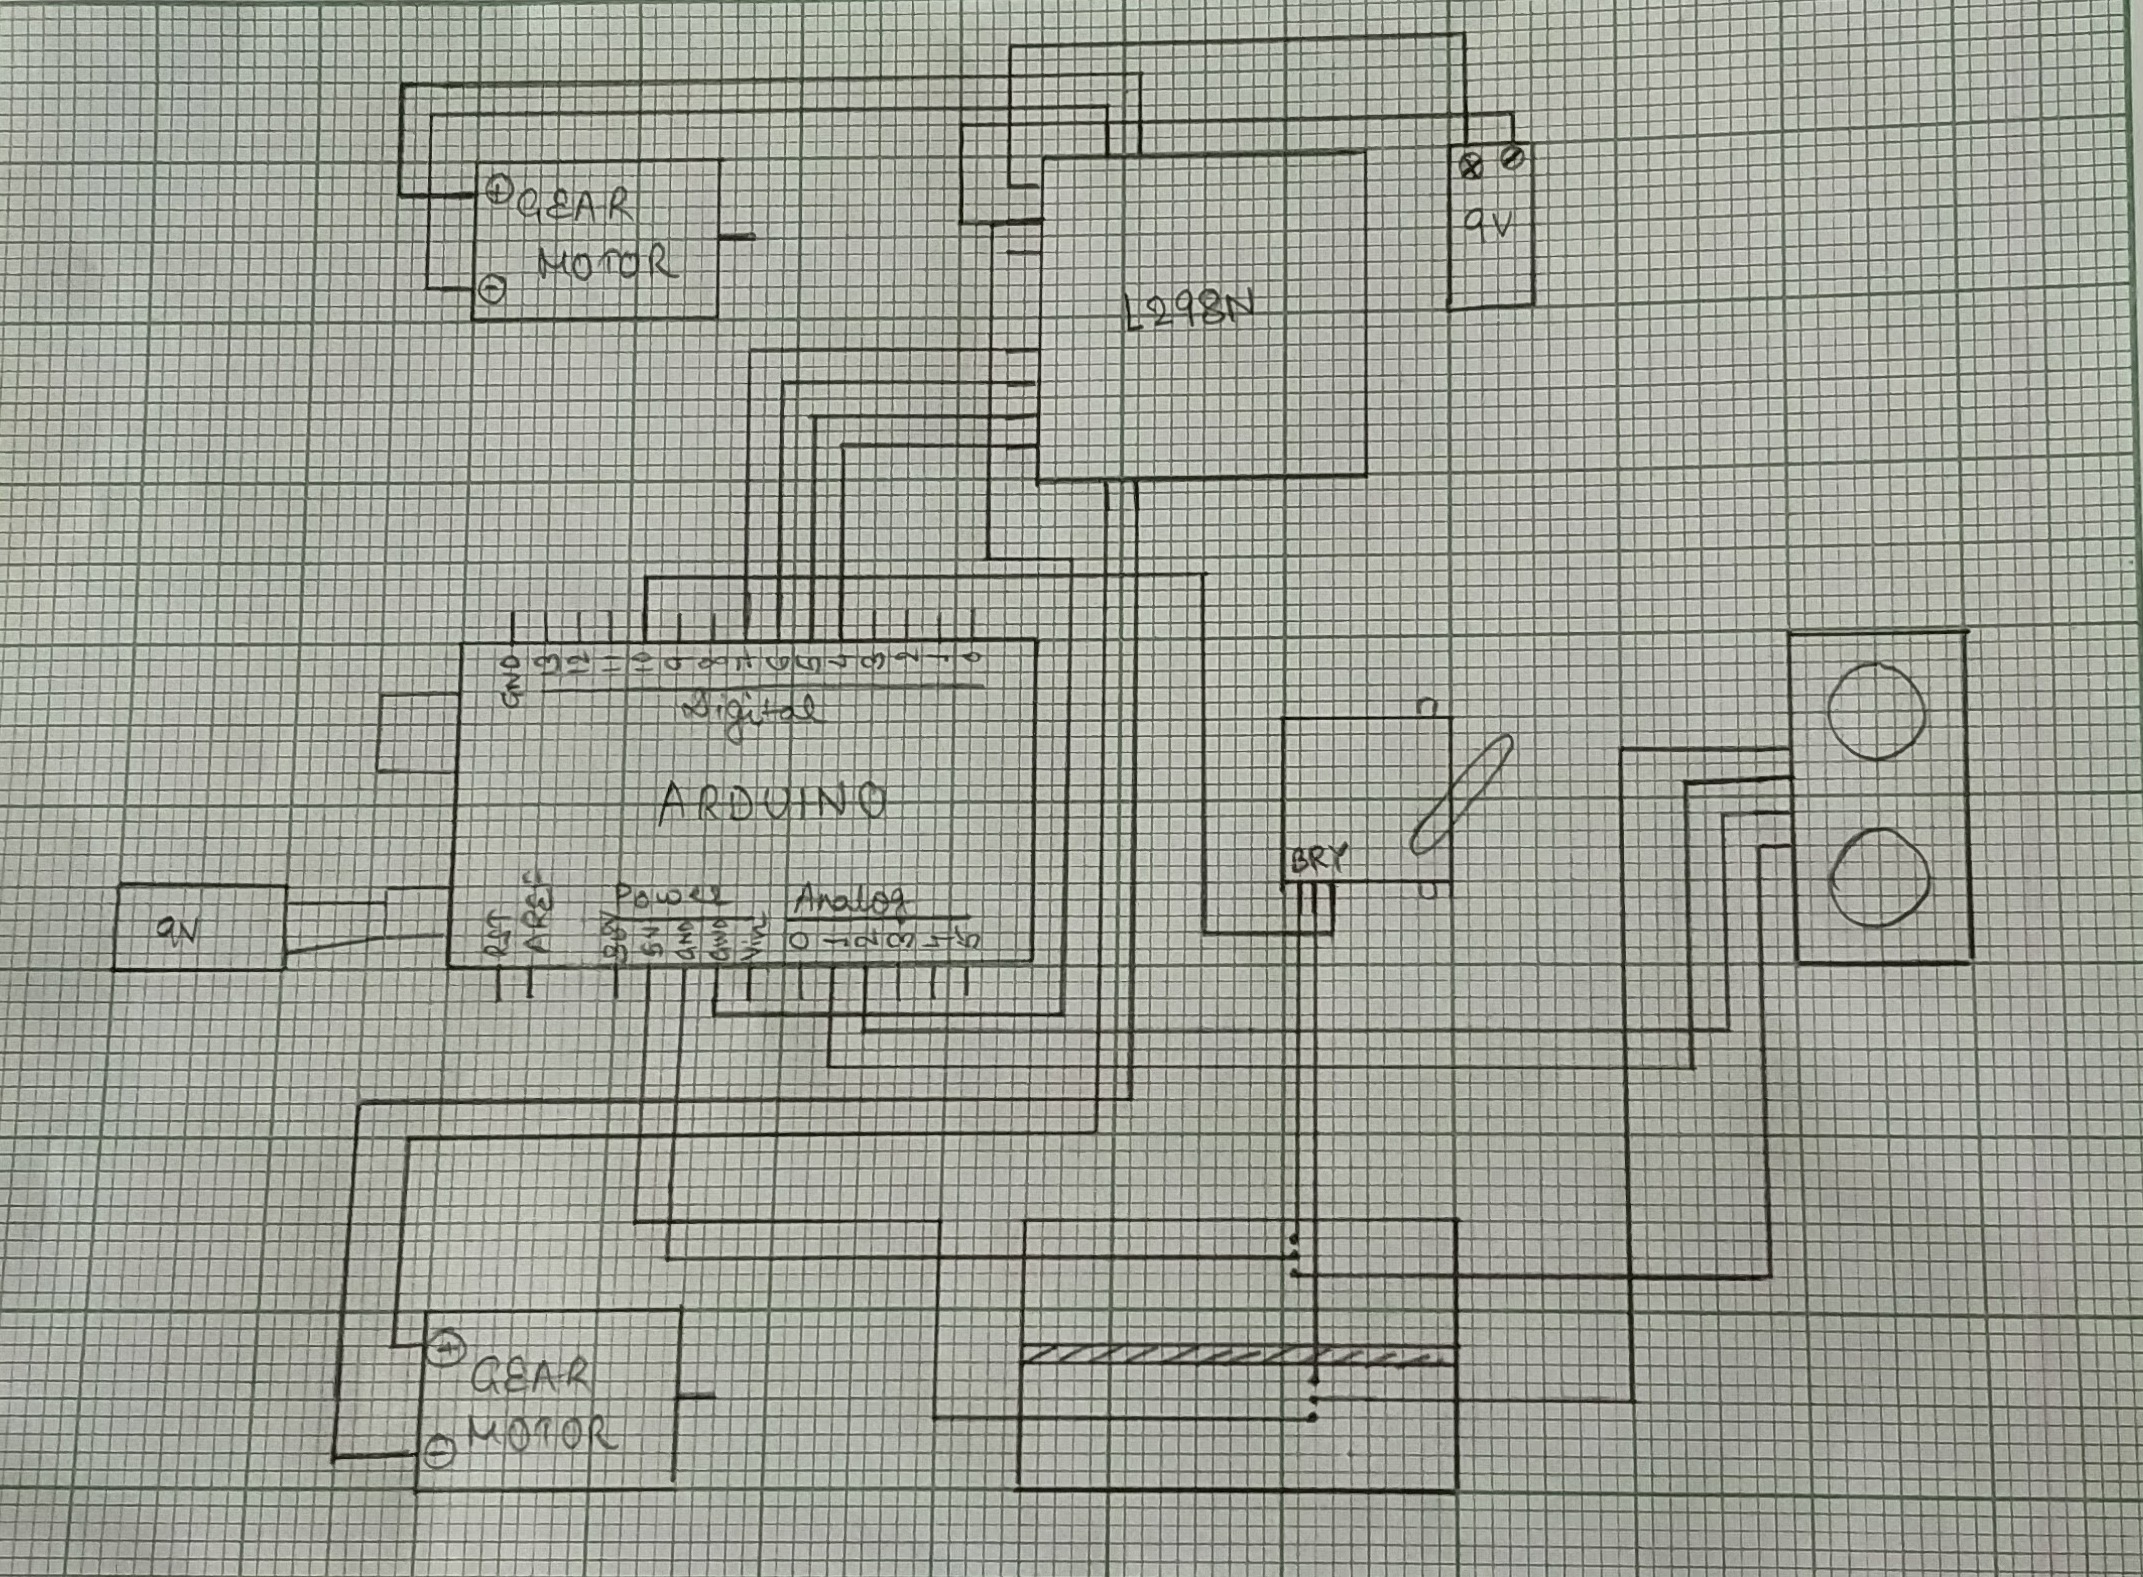 + GEAR
MOTOR
-
9V
L298N
GND 13 12 11 10 9 8 7 6 5 4 3 2 1 0
Digital
ARDUINO
BRY
9V
Power Analog
RST AREF 3.3V 5V GND GND Vin 0 1 2 3 4 5
+ GEAR
- MOTOR